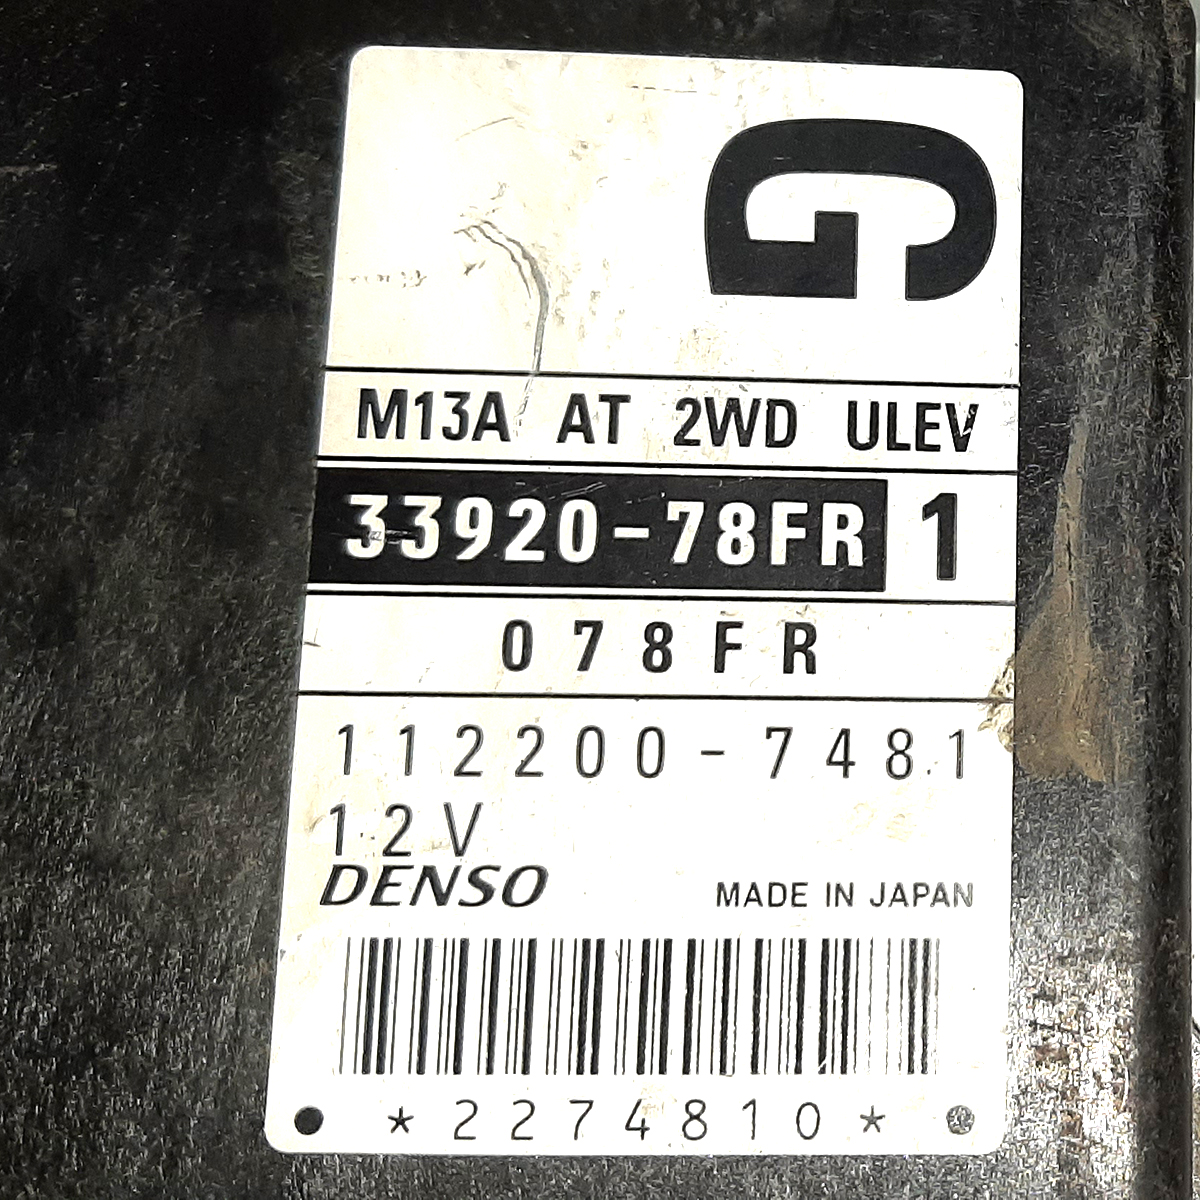 G
M13A AT 2WD ULEV
33920-78FR 1
078FR
112200-7481
12V
DENSO MADE IN JAPAN
*2274810*